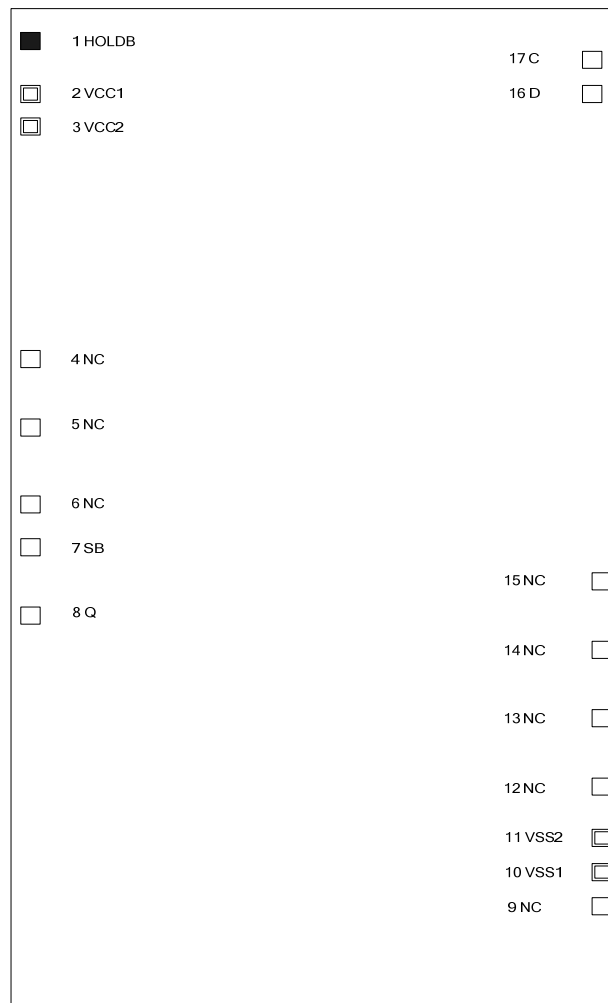 1 HOLDB
17 C
2 VCC1
16 D
3 VCC2
4 NC
5 NC
6 NC
7 SB
15 NC
8 Q
14 NC
13 NC
12 NC
11 VSS2
10 VSS1
9 NC